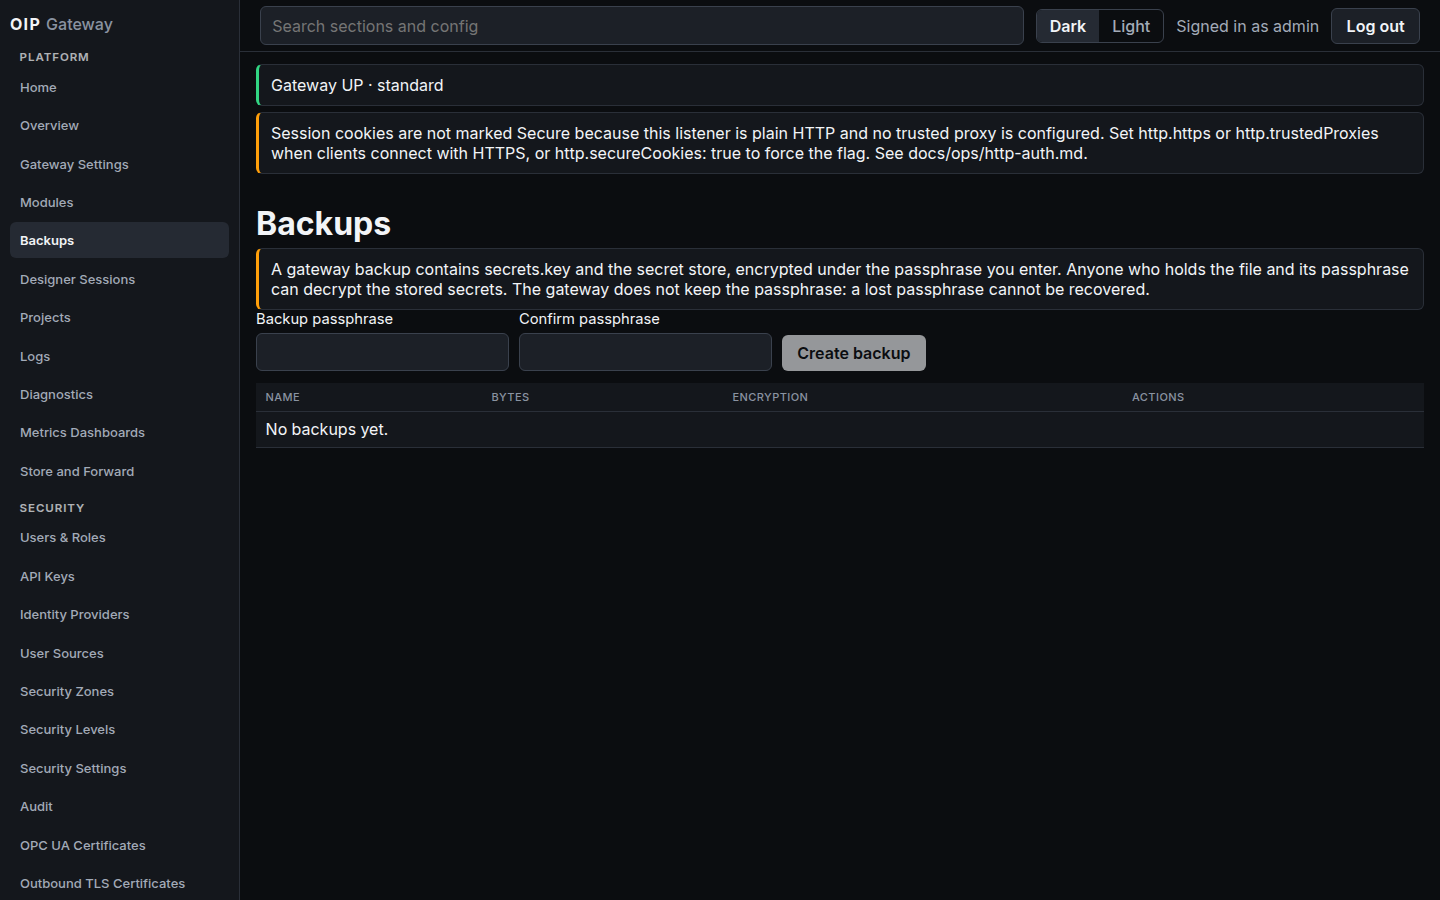 OIP Gateway
PLATFORM
Home
Overview
Gateway Settings
Modules
Backups
Designer Sessions
Projects
Logs
Diagnostics
Metrics Dashboards
Store and Forward
SECURITY
Users & Roles
API Keys
Identity Providers
User Sources
Security Zones
Security Levels
Security Settings
Audit
OPC UA Certificates
Outbound TLS Certificates
Search sections and config
Dark Light Signed in as admin Log out
Gateway UP · standard
Session cookies are not marked Secure because this listener is plain HTTP and no trusted proxy is configured. Set http.https or http.trustedProxies
when clients connect with HTTPS, or http.secureCookies: true to force the flag. See docs/ops/http-auth.md.
Backups
A gateway backup contains secrets.key and the secret store, encrypted under the passphrase you enter. Anyone who holds the file and its passphrase
can decrypt the stored secrets. The gateway does not keep the passphrase: a lost passphrase cannot be recovered.
Backup passphrase Confirm passphrase
Create backup
NAME BYTES ENCRYPTION ACTIONS
No backups yet.